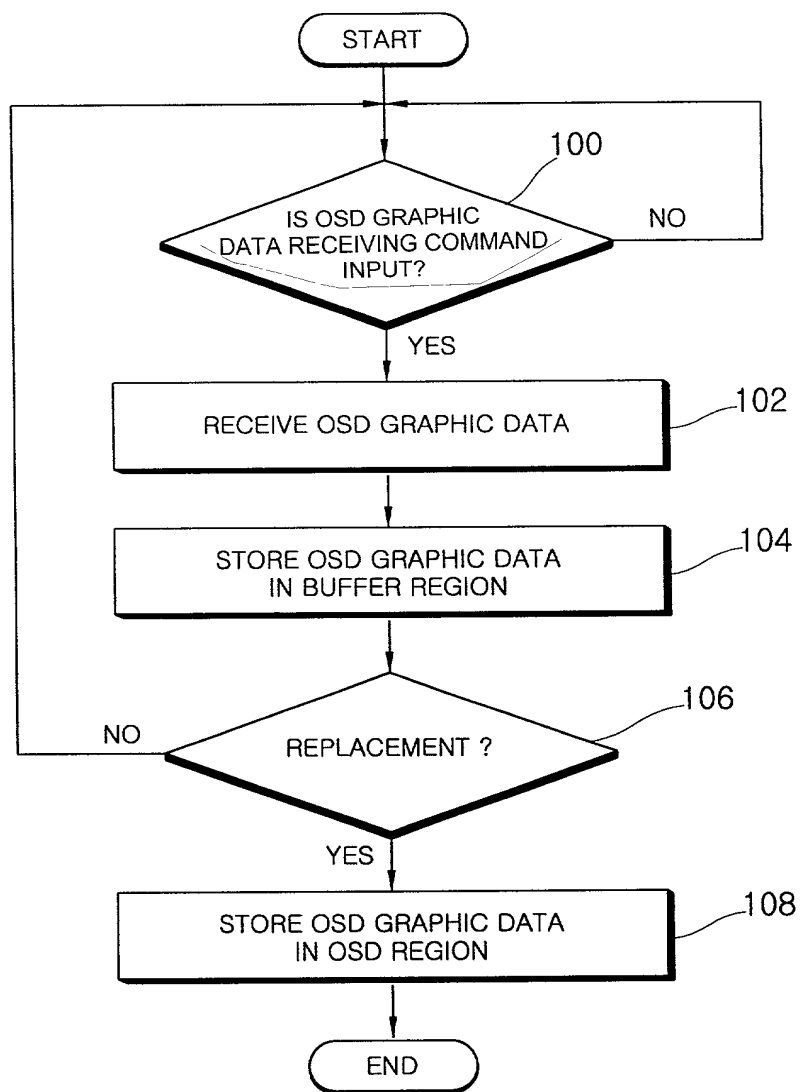 START
100
IS OSD GRAPHIC
DATA RECEIVING COMMAND
INPUT?
NO
YES
RECEIVE OSD GRAPHIC DATA
102
STORE OSD GRAPHIC DATA
IN BUFFER REGION
104
106
NO
REPLACEMENT ?
YES
STORE OSD GRAPHIC DATA
IN OSD REGION
108
END